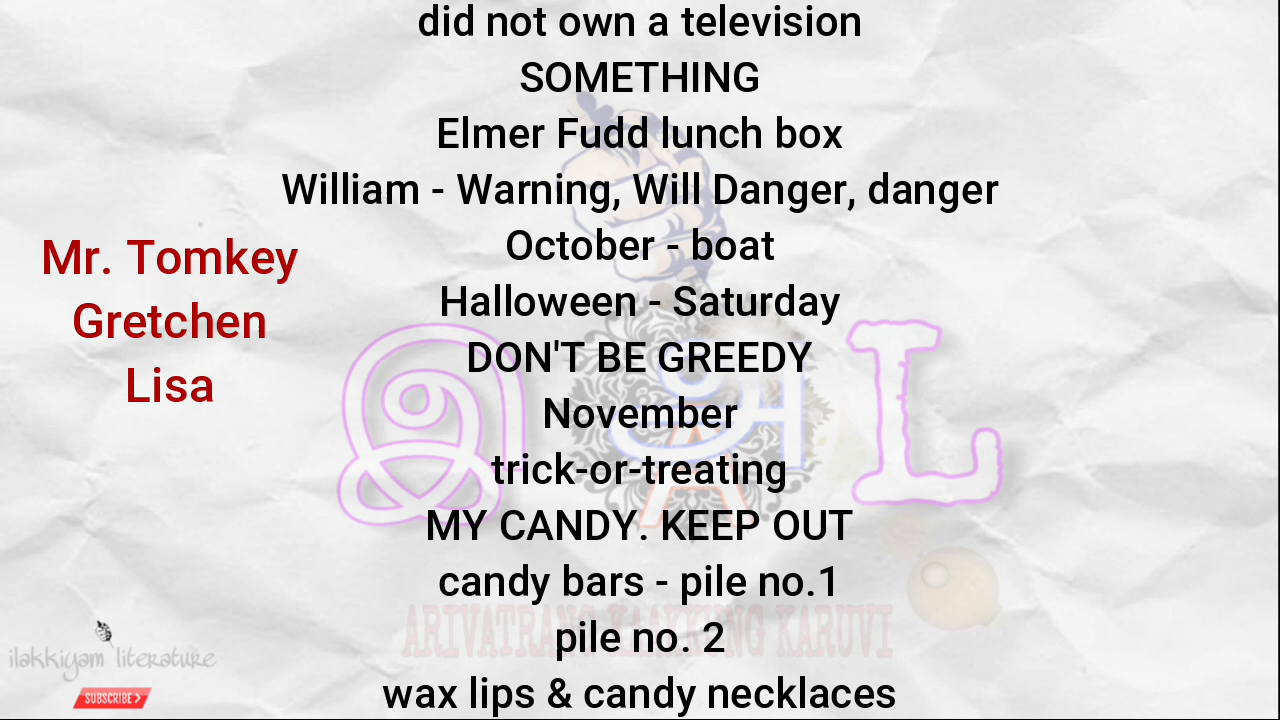 did not own a television
SOMETHING
Elmer Fudd lunch box
William - Warning, Will Danger, danger
October - boat
Halloween - Saturday
DON'T BE GREEDY
November
trick-or-treating
MY CANDY. KEEP OUT
candy bars - pile no.1
pile no. 2
wax lips & candy necklaces
Mr. Tomkey
Gretchen
Lisa
இ அ L
ilakkiyam literature
SUBSCRIBE >